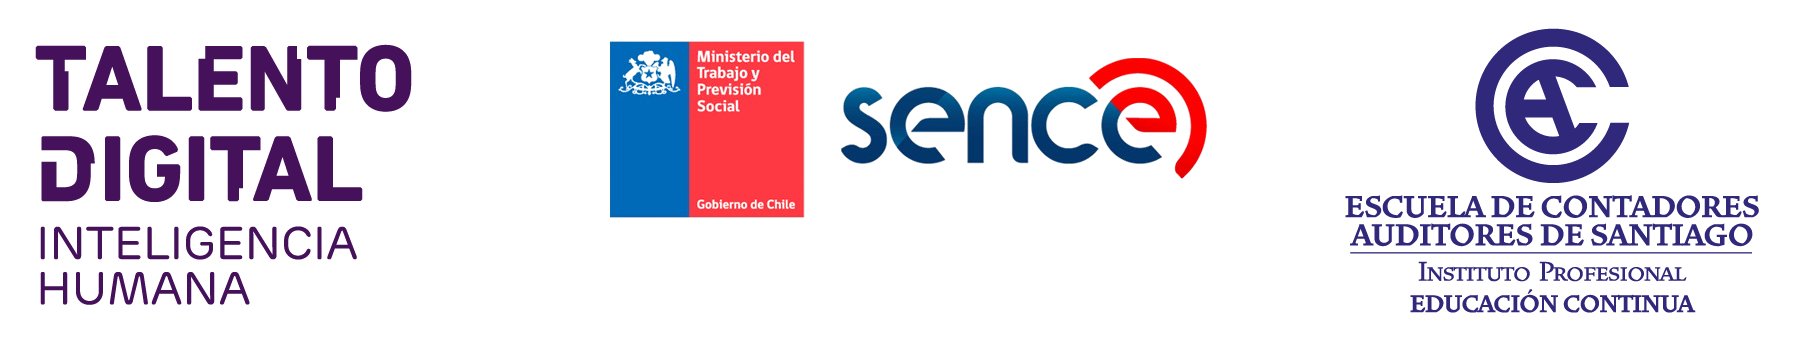 TALENTO
DIGITAL
INTELIGENCIA
HUMANA
Ministerio del
Trabajo y
Previsión
Social
Gobierno de Chile
sence
ESCUELA DE CONTADORES
AUDITORES DE SANTIAGO
INSTITUTO PROFESIONAL
EDUCACIÓN CONTINUA